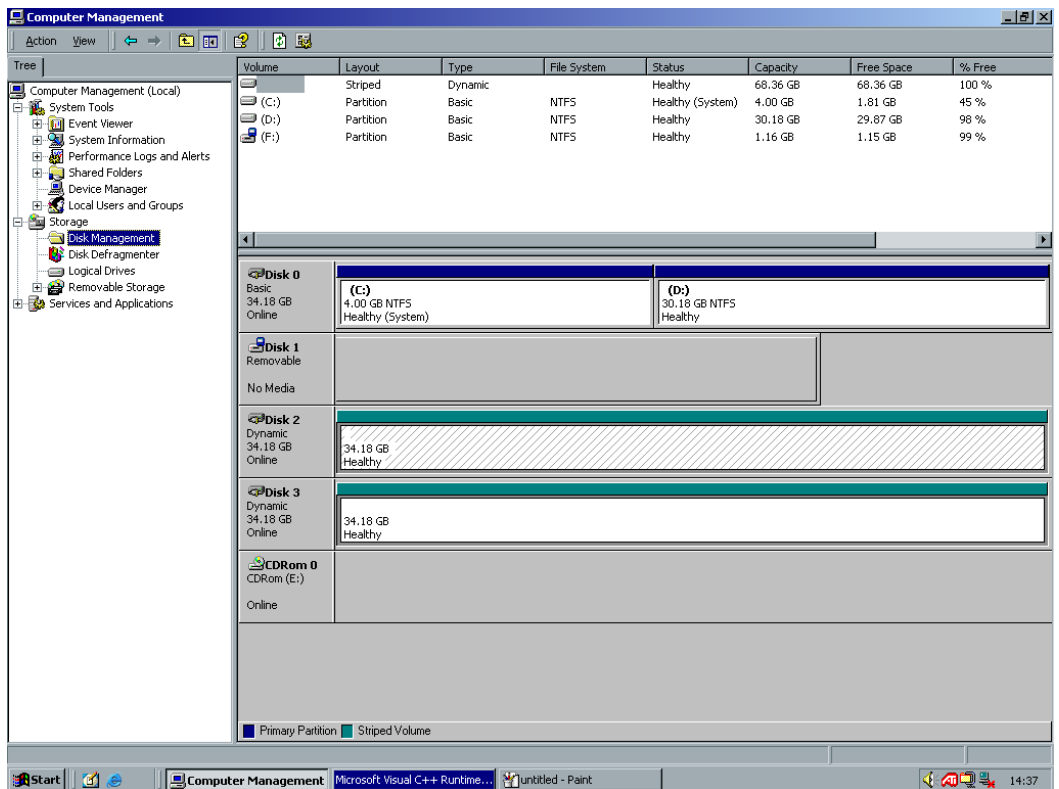 Computer Management
Action View
Tree
Computer Management (Local)
System Tools
Event Viewer
System Information
Performance Logs and Alerts
Shared Folders
Device Manager
Local Users and Groups
Storage
Disk Management
Disk Defragmenter
Logical Drives
Removable Storage
Services and Applications
Volume Layout Type File System Status Capacity Free Space % Free
Striped Dynamic Healthy 68.36 GB 68.36 GB 100 %
(C:) Partition Basic NTFS Healthy (System) 4.00 GB 1.81 GB 45 %
(D:) Partition Basic NTFS Healthy 30.18 GB 29.87 GB 98 %
(F:) Partition Basic NTFS Healthy 1.16 GB 1.15 GB 99 %
Disk 0
Basic
34.18 GB
Online
(C:)
4.00 GB NTFS
Healthy (System)
(D:)
30.18 GB NTFS
Healthy
Disk 1
Removable
No Media
Disk 2
Dynamic
34.18 GB
Online
34.18 GB
Healthy
Disk 3
Dynamic
34.18 GB
Online
34.18 GB
Healthy
CDRom 0
CDRom (E:)
Online
Primary Partition Striped Volume
Start Computer Management Microsoft Visual C++ Runtime... untitled - Paint ATI 14:37